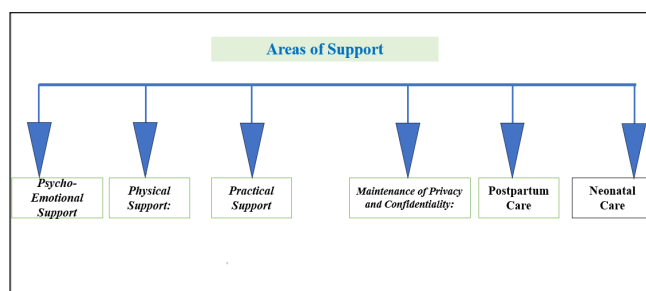 Areas of Support
Psycho-
Emotional
Support
Physical
Support:
Practical
Support
Maintenance of Privacy
and Confidentiality:
Postpartum
Care
Neonatal
Care